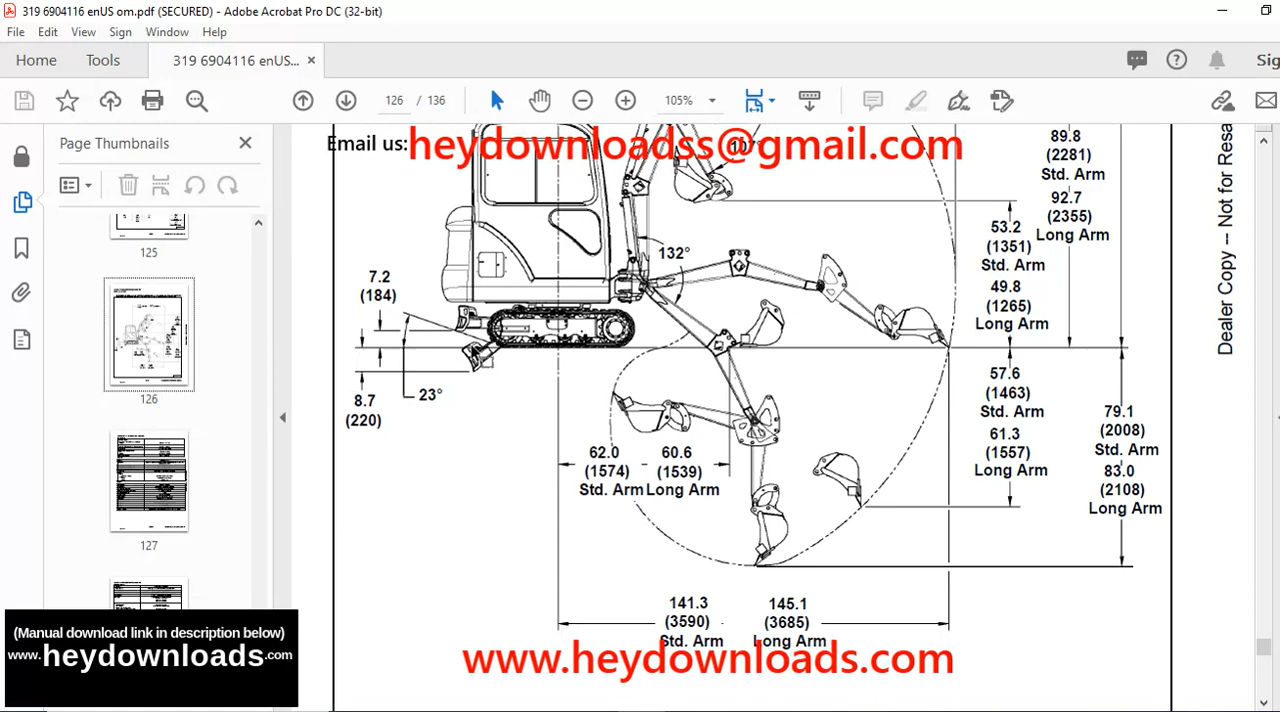 319 6904116 enUS om.pdf (SECURED) - Adobe Acrobat Pro DC (32-bit)
File Edit View Sign Window Help
Home Tools 319 6904116 enUS... × Sig
126 / 136 105%
Page Thumbnails
125
126
127
Email us: heydownloadss@gmail.com
107°
89.8
(2281)
Std. Arm
92.7
(2355)
Long Arm
53.2
(1351)
Std. Arm
49.8
(1265)
Long Arm
132°
7.2
(184)
8.7
(220)
23°
57.6
(1463)
Std. Arm
61.3
(1557)
Long Arm
79.1
(2008)
Std. Arm
83.0
(2108)
Long Arm
62.0
(1574)
Std. Arm
60.6
(1539)
Long Arm
141.3
(3590)
Std. Arm
145.1
(3685)
Long Arm
Dealer Copy -- Not for Resa
www.heydownloads.com
(Manual download link in description below)
www.heydownloads.com